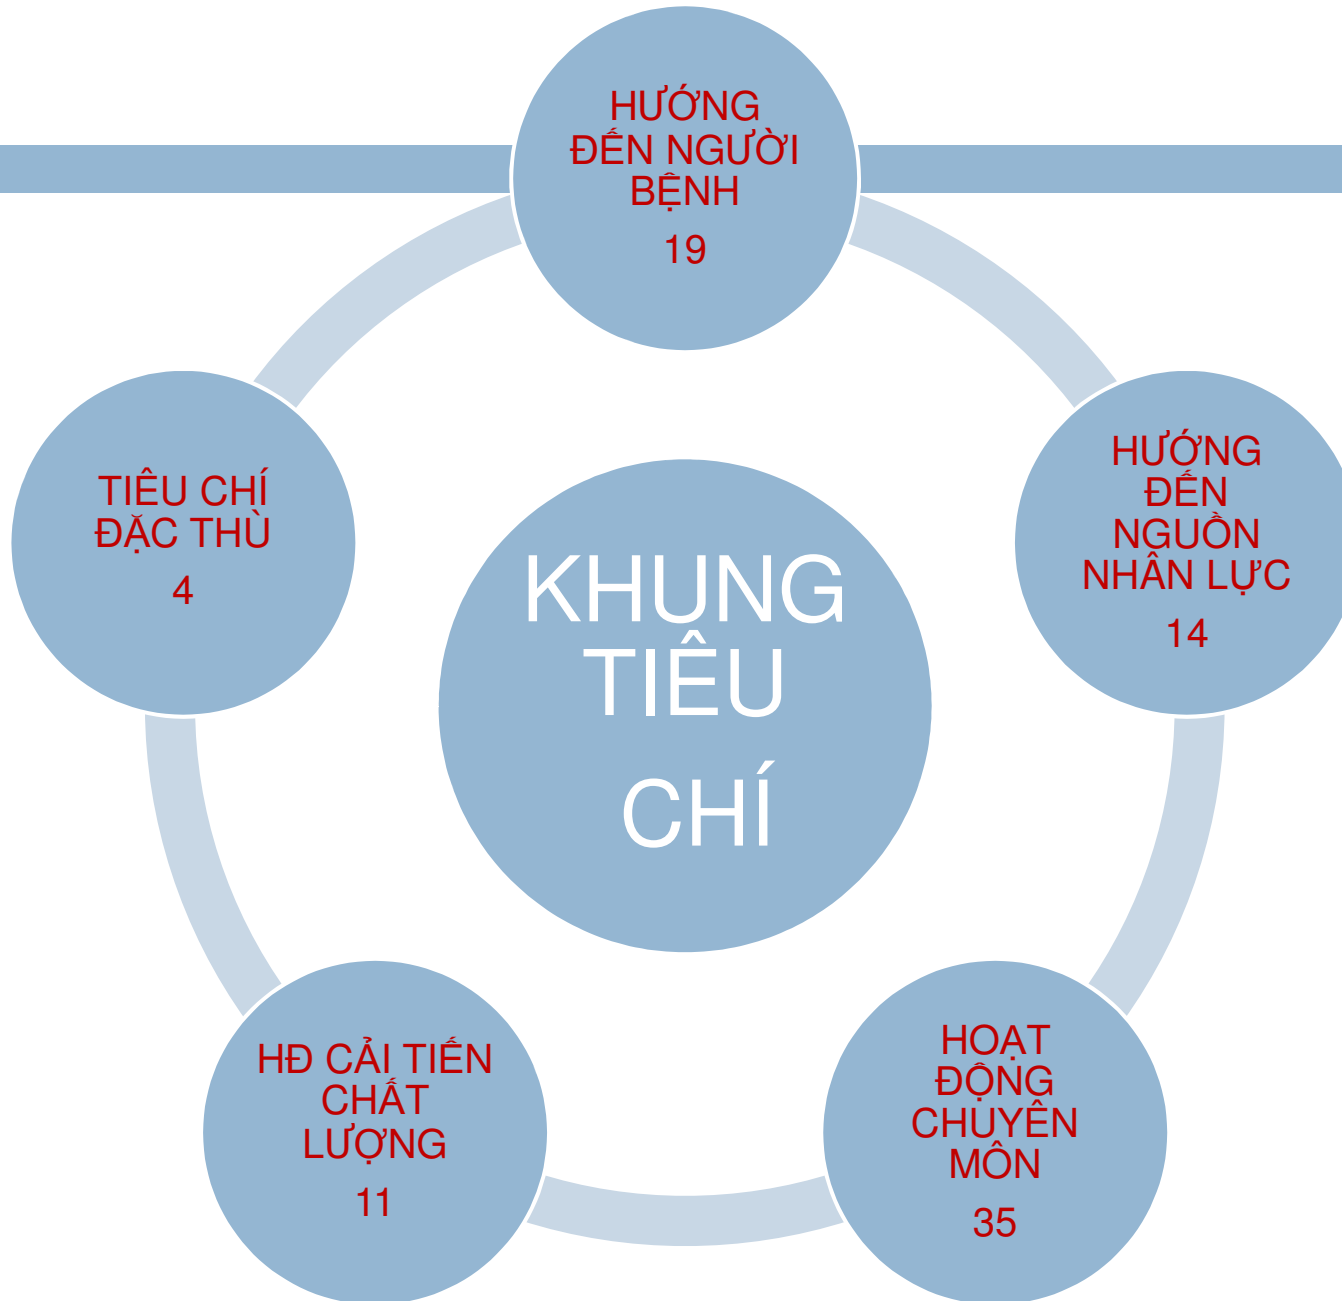 HƯỚNG
ĐẾN NGƯỜI
BỆNH
19
HƯỚNG
ĐẾN
NGUỒN
NHÂN LỰC
14
TIÊU CHÍ
ĐẶC THÙ
4
KHUNG
TIÊU
CHÍ
HOẠT
ĐỘNG
CHUYÊN
MÔN
35
HĐ CẢI TIẾN
CHẤT
LƯỢNG
11